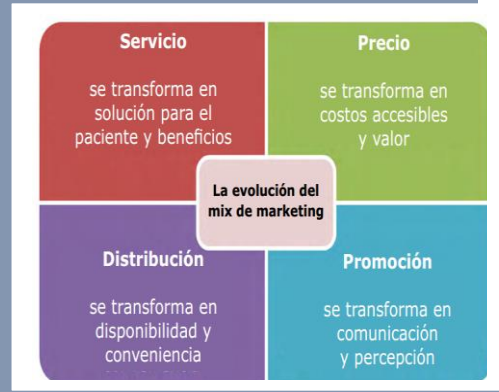 Servicio
se transforma en
solución para el
paciente y beneficios
Precio
se transforma en
costos accesibles
y valor
La evolución del
mix de marketing
Distribución
se transforma en
disponibilidad y
conveniencia
Promoción
se transforma en
comunicación
y percepción